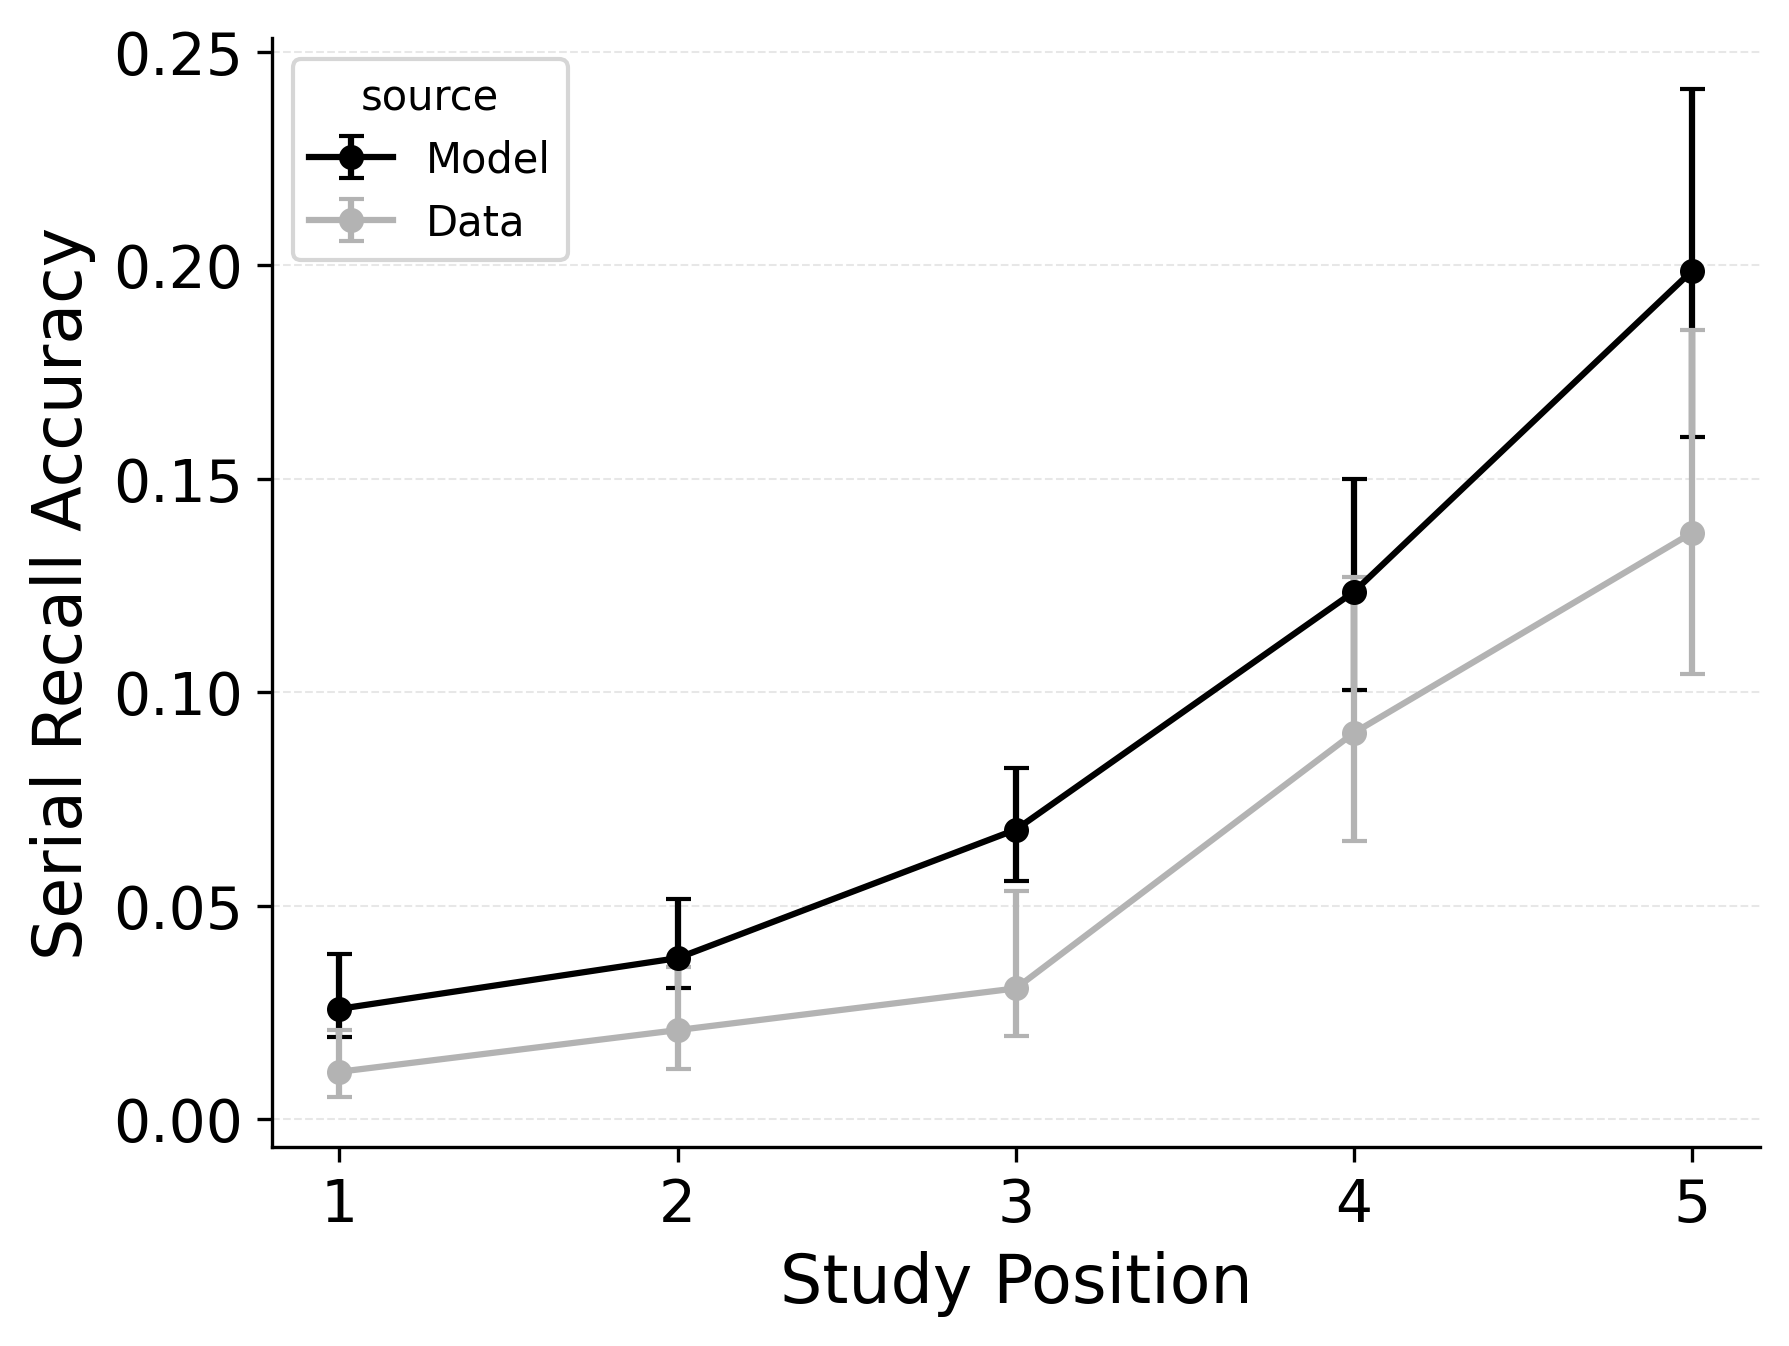 0.25
0.20
0.15
0.10
0.05
0.00
Serial Recall Accuracy
source
Model
Data
1 2 3 4 5
Study Position